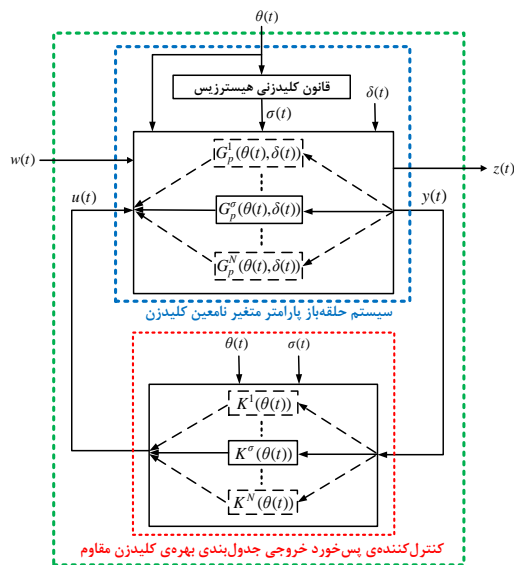 θ(t)
قانون کلیدزنی هیسترزیس
σ(t)
δ(t)
w(t)
G_p^1(θ(t),δ(t))
z(t)
u(t)
y(t)
G_p^σ(θ(t),δ(t))
G_p^N(θ(t),δ(t))
سیستم حلقه‌باز پارامتر متغیر نامعین کلیدزن
θ(t)
σ(t)
K^1(θ(t))
K^σ(θ(t))
K^N(θ(t))
کنترل‌کننده‌ی پس‌خورد خروجی جدول‌بندی بهره‌ی کلیدزن مقاوم